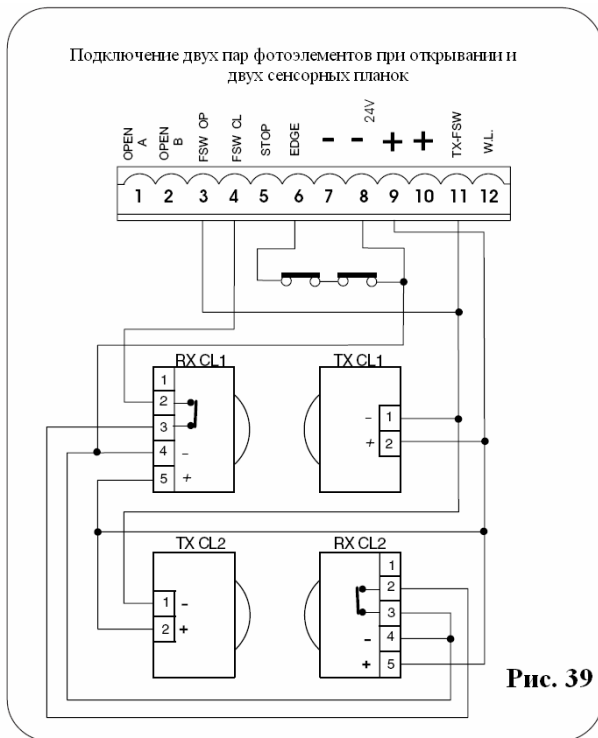 Подключение двух пар фотоэлементов при открывании и
двух сенсорных планок
OPEN A
OPEN B
FSW OP
FSW CL
STOP
EDGE
-
-
24V
+
+
TX-FSW
W.L.
1 2 3 4 5 6 7 8 9 10 11 12
RX CL1
1
2
3
4 -
5 +
TX CL1
- 1
+ 2
TX CL2
1 -
2 +
RX CL2
1
2
3
- 4
+ 5
Рис. 39